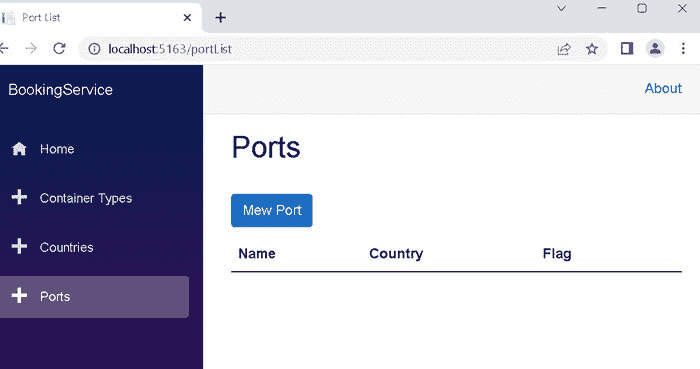 Port List
localhost:5163/portList
BookingService
About
Home
Container Types
Countries
Ports
Ports
Mew Port
Name Country Flag